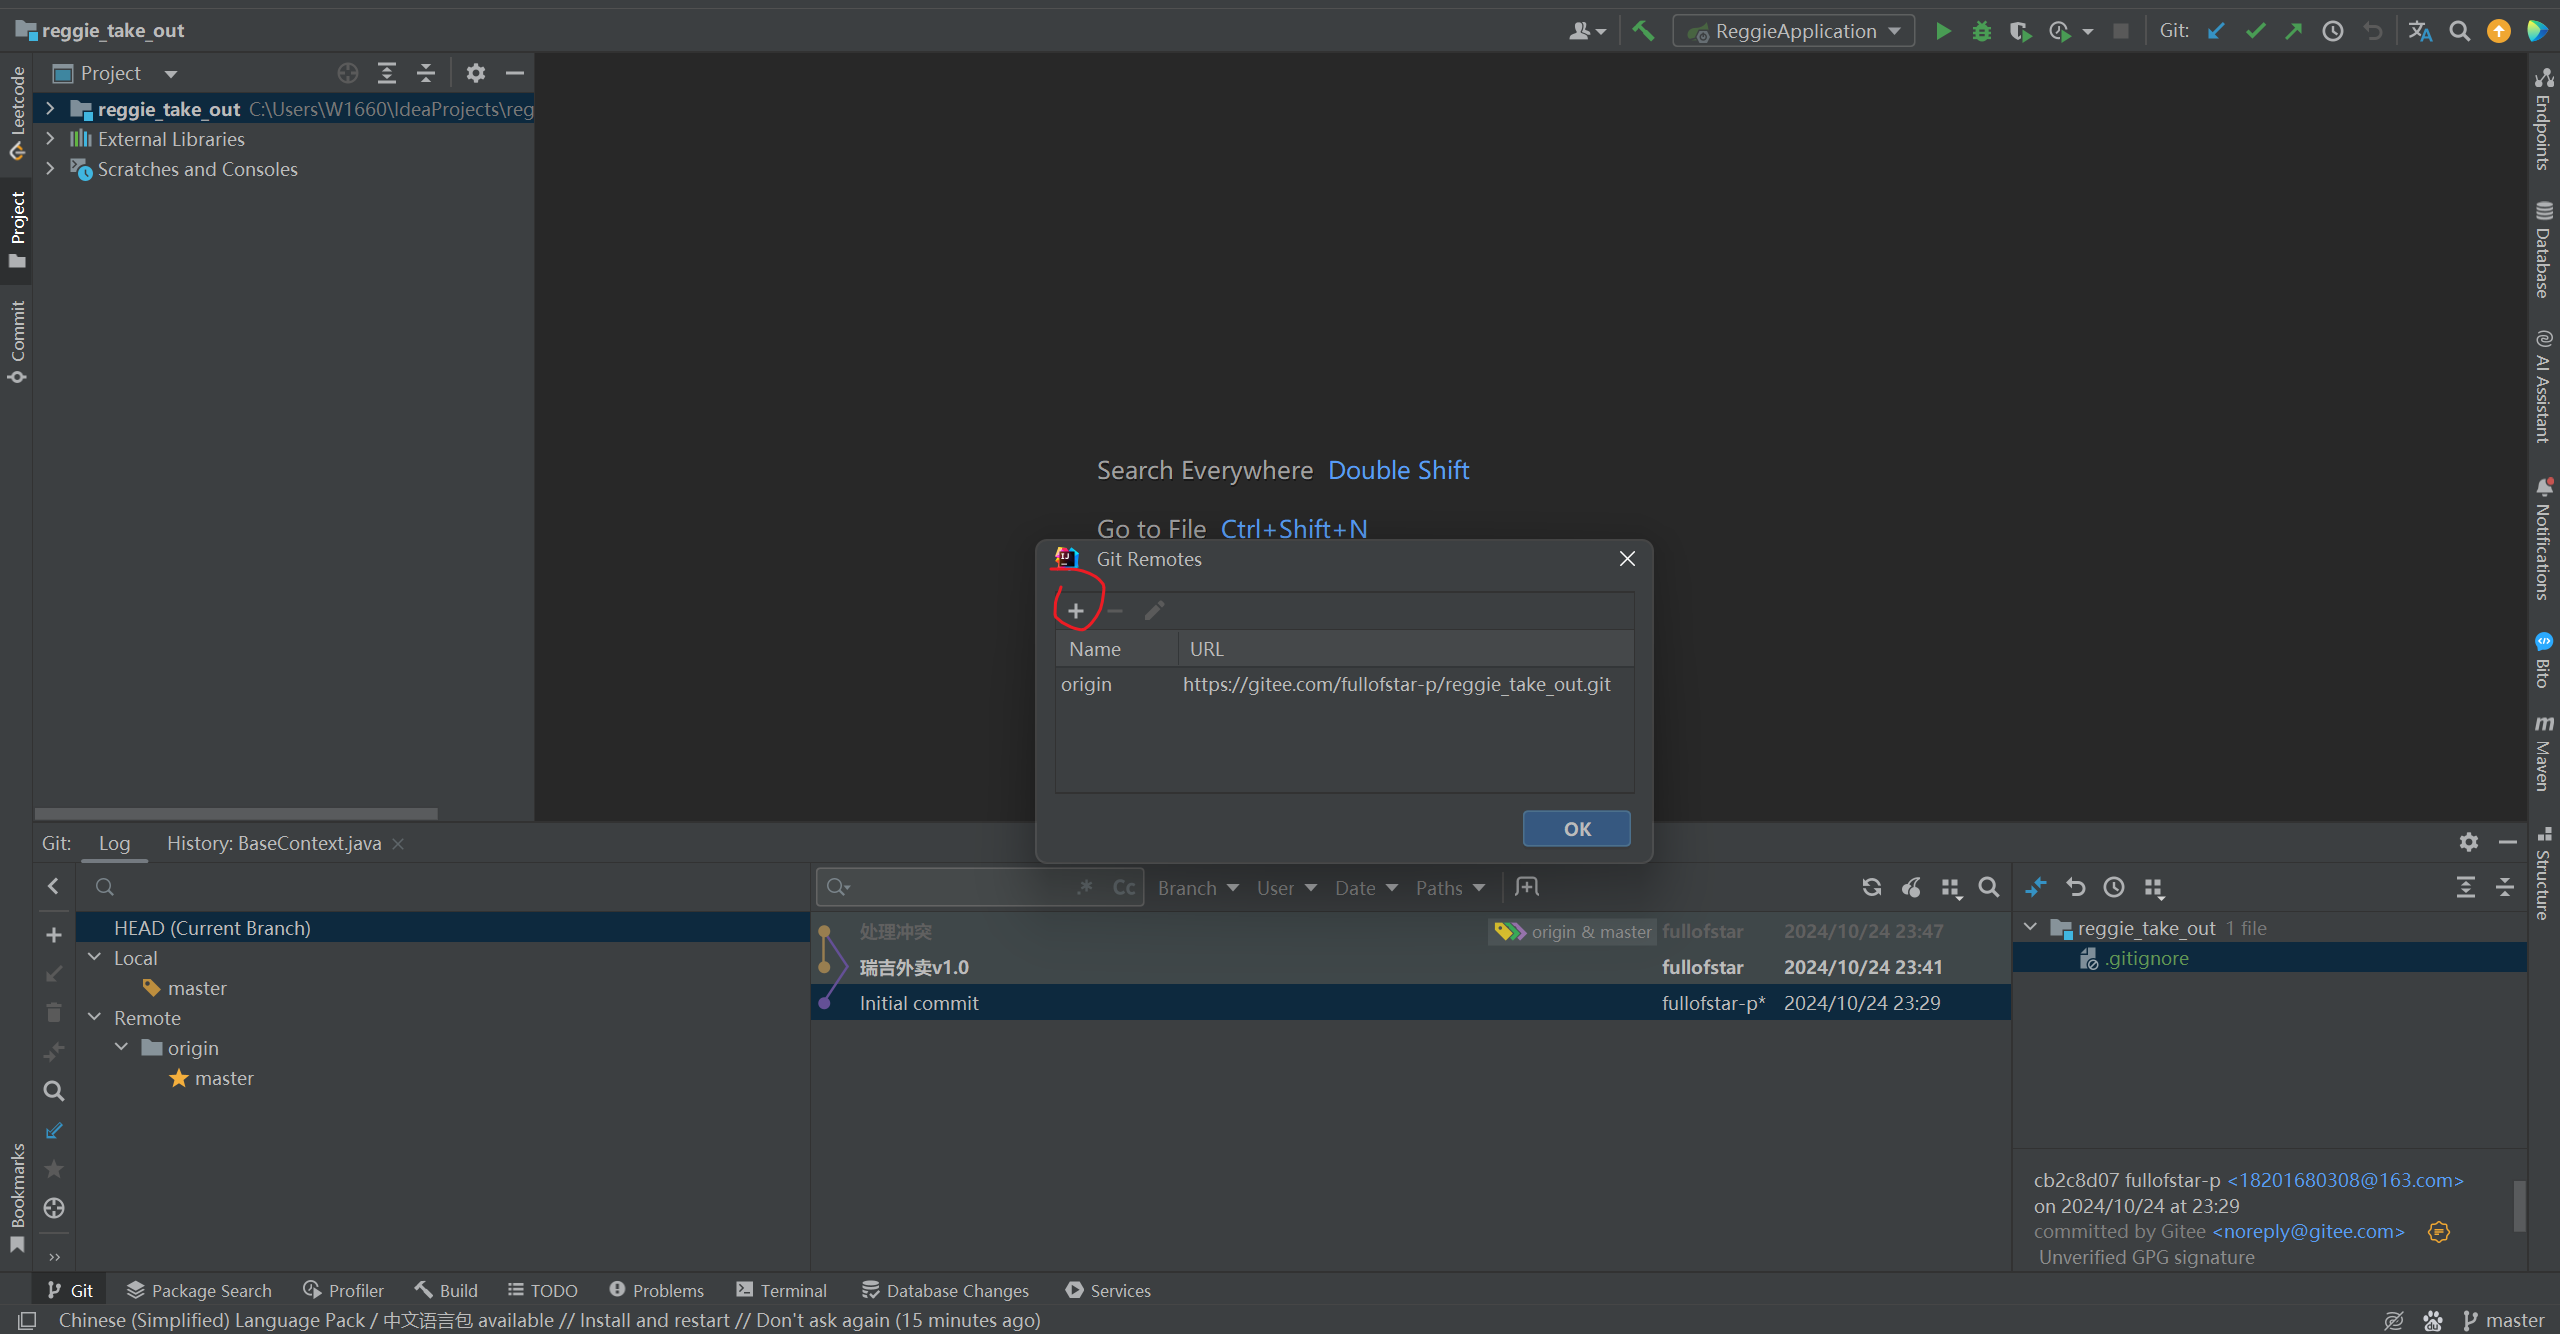 reggie_take_out
ReggieApplication
Git:
Project
reggie_take_out C:\Users\W1660\IdeaProjects\reg
External Libraries
Scratches and Consoles
Leetcode
Project
Commit
Bookmarks
Search Everywhere Double Shift
Go to File Ctrl+Shift+N
Git Remotes
Name URL
origin https://gitee.com/fullofstar-p/reggie_take_out.git
OK
Endpoints
Database
AI Assistant
Notifications
Bito
Maven
Structure
Git: Log History: BaseContext.java
.* Cc Branch User Date Paths
HEAD (Current Branch)
Local
master
Remote
origin
master
处理冲突 origin & master fullofstar 2024/10/24 23:47
瑞吉外卖v1.0 fullofstar 2024/10/24 23:41
Initial commit fullofstar-p* 2024/10/24 23:29
reggie_take_out 1 file
.gitignore
cb2c8d07 fullofstar-p <18201680308@163.com>
on 2024/10/24 at 23:29
committed by Gitee <noreply@gitee.com>
Unverified GPG signature
Git Package Search Profiler Build TODO Problems Terminal Database Changes Services
Chinese (Simplified) Language Pack / 中文语言包 available // Install and restart // Don't ask again (15 minutes ago)
master